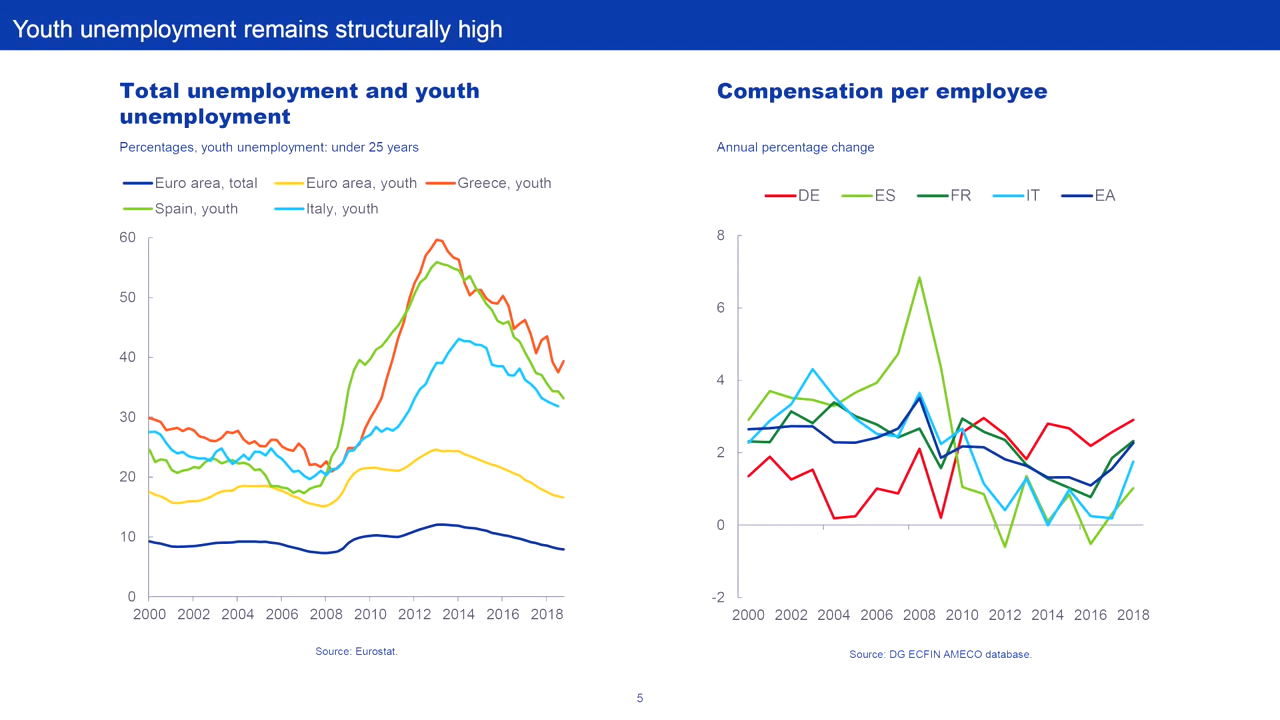 Youth unemployment remains structurally high
Total unemployment and youth
unemployment
Percentages, youth unemployment: under 25 years
Euro area, total
Euro area, youth
Greece, youth
Spain, youth
Italy, youth
60
50
40
30
20
10
0
2000 2002 2004 2006 2008 2010 2012 2014 2016 2018
Source: Eurostat.
Compensation per employee
Annual percentage change
DE
ES
FR
IT
EA
8
6
4
2
0
-2
2000 2002 2004 2006 2008 2010 2012 2014 2016 2018
Source: DG ECFIN AMECO database.
5